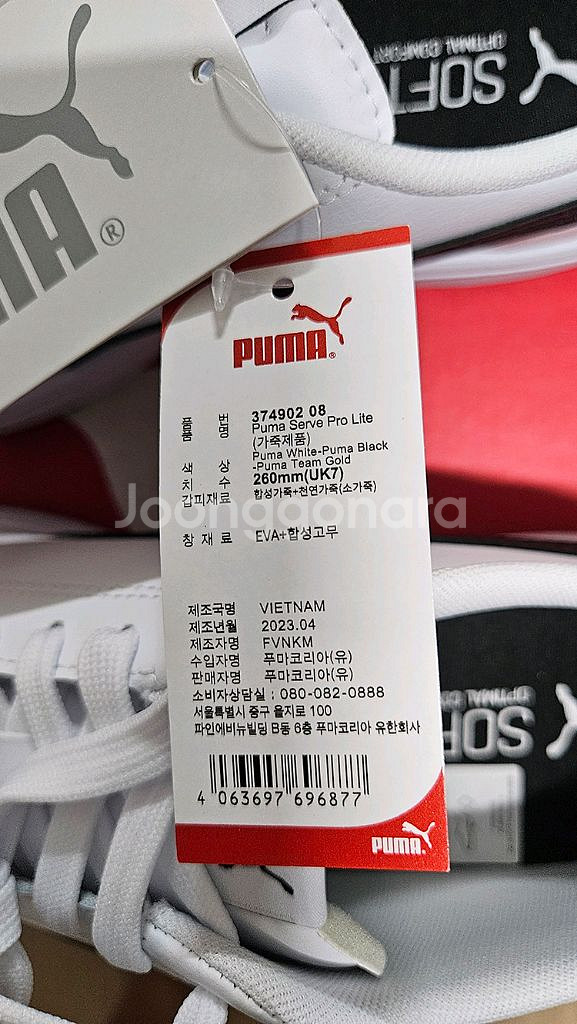 SOFT
OPTIMAL COMFORT
PUMA
®
PUMA®
품 번 374902 08
품 명 Puma Serve Pro Lite
(가죽제품)
색 상 Puma White-Puma Black
-Puma Team Gold
치 수 260mm(UK7)
갑피재료 합성가죽+천연가죽(소가죽)
Joongaonara
창 재 료 EVA+합성고무
제조국명 VIETNAM
제조년월 2023.04
제조자명 FVNKM
수입자명 푸마코리아(유)
판매자명 푸마코리아(유)
소비자상담실 : 080-082-0888
서울특별시 중구 을지로 100
파인에비뉴빌딩 B동 6층 푸마코리아 유한회사
4 063697 696877
PUMA
SOF
OPTIMAL CO